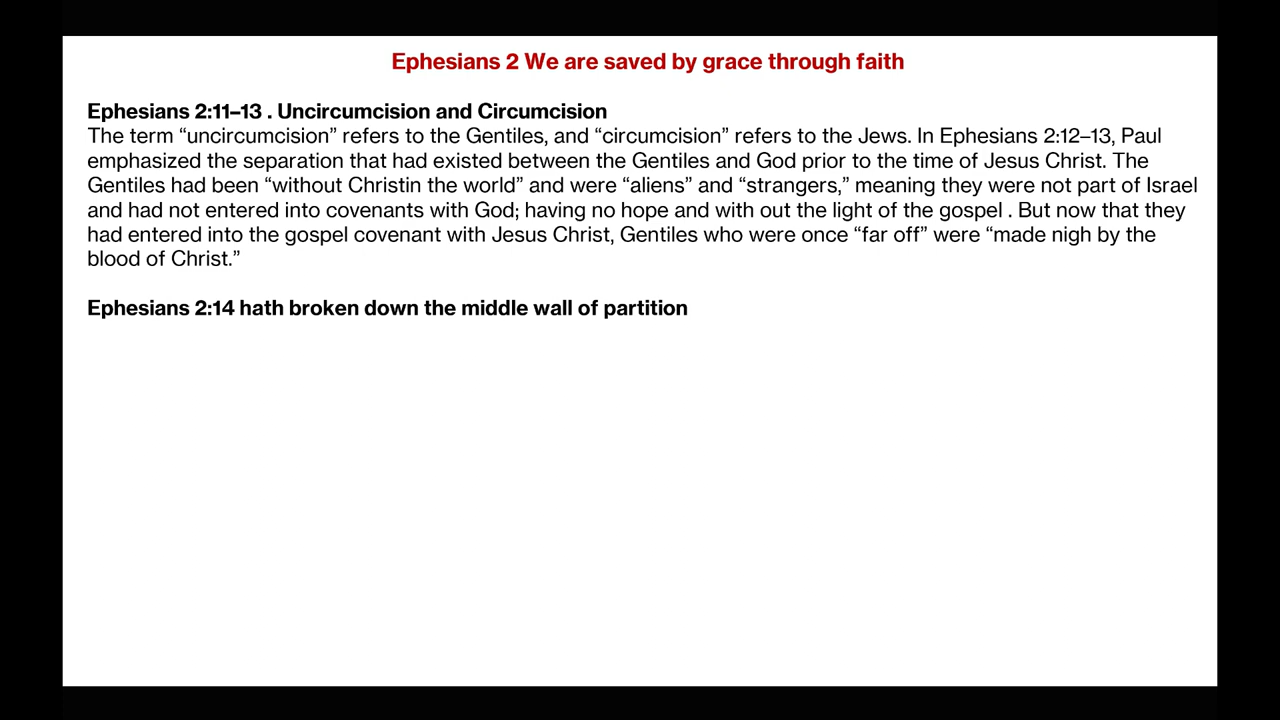 Ephesians 2 We are saved by grace through faith
Ephesians 2:11–13 . Uncircumcision and Circumcision
The term “uncircumcision” refers to the Gentiles, and “circumcision” refers to the Jews. In Ephesians 2:12–13, Paul
emphasized the separation that had existed between the Gentiles and God prior to the time of Jesus Christ. The
Gentiles had been “without Christin the world” and were “aliens” and “strangers,” meaning they were not part of Israel
and had not entered into covenants with God; having no hope and with out the light of the gospel . But now that they
had entered into the gospel covenant with Jesus Christ, Gentiles who were once “far off” were “made nigh by the
blood of Christ.”
Ephesians 2:14 hath broken down the middle wall of partition